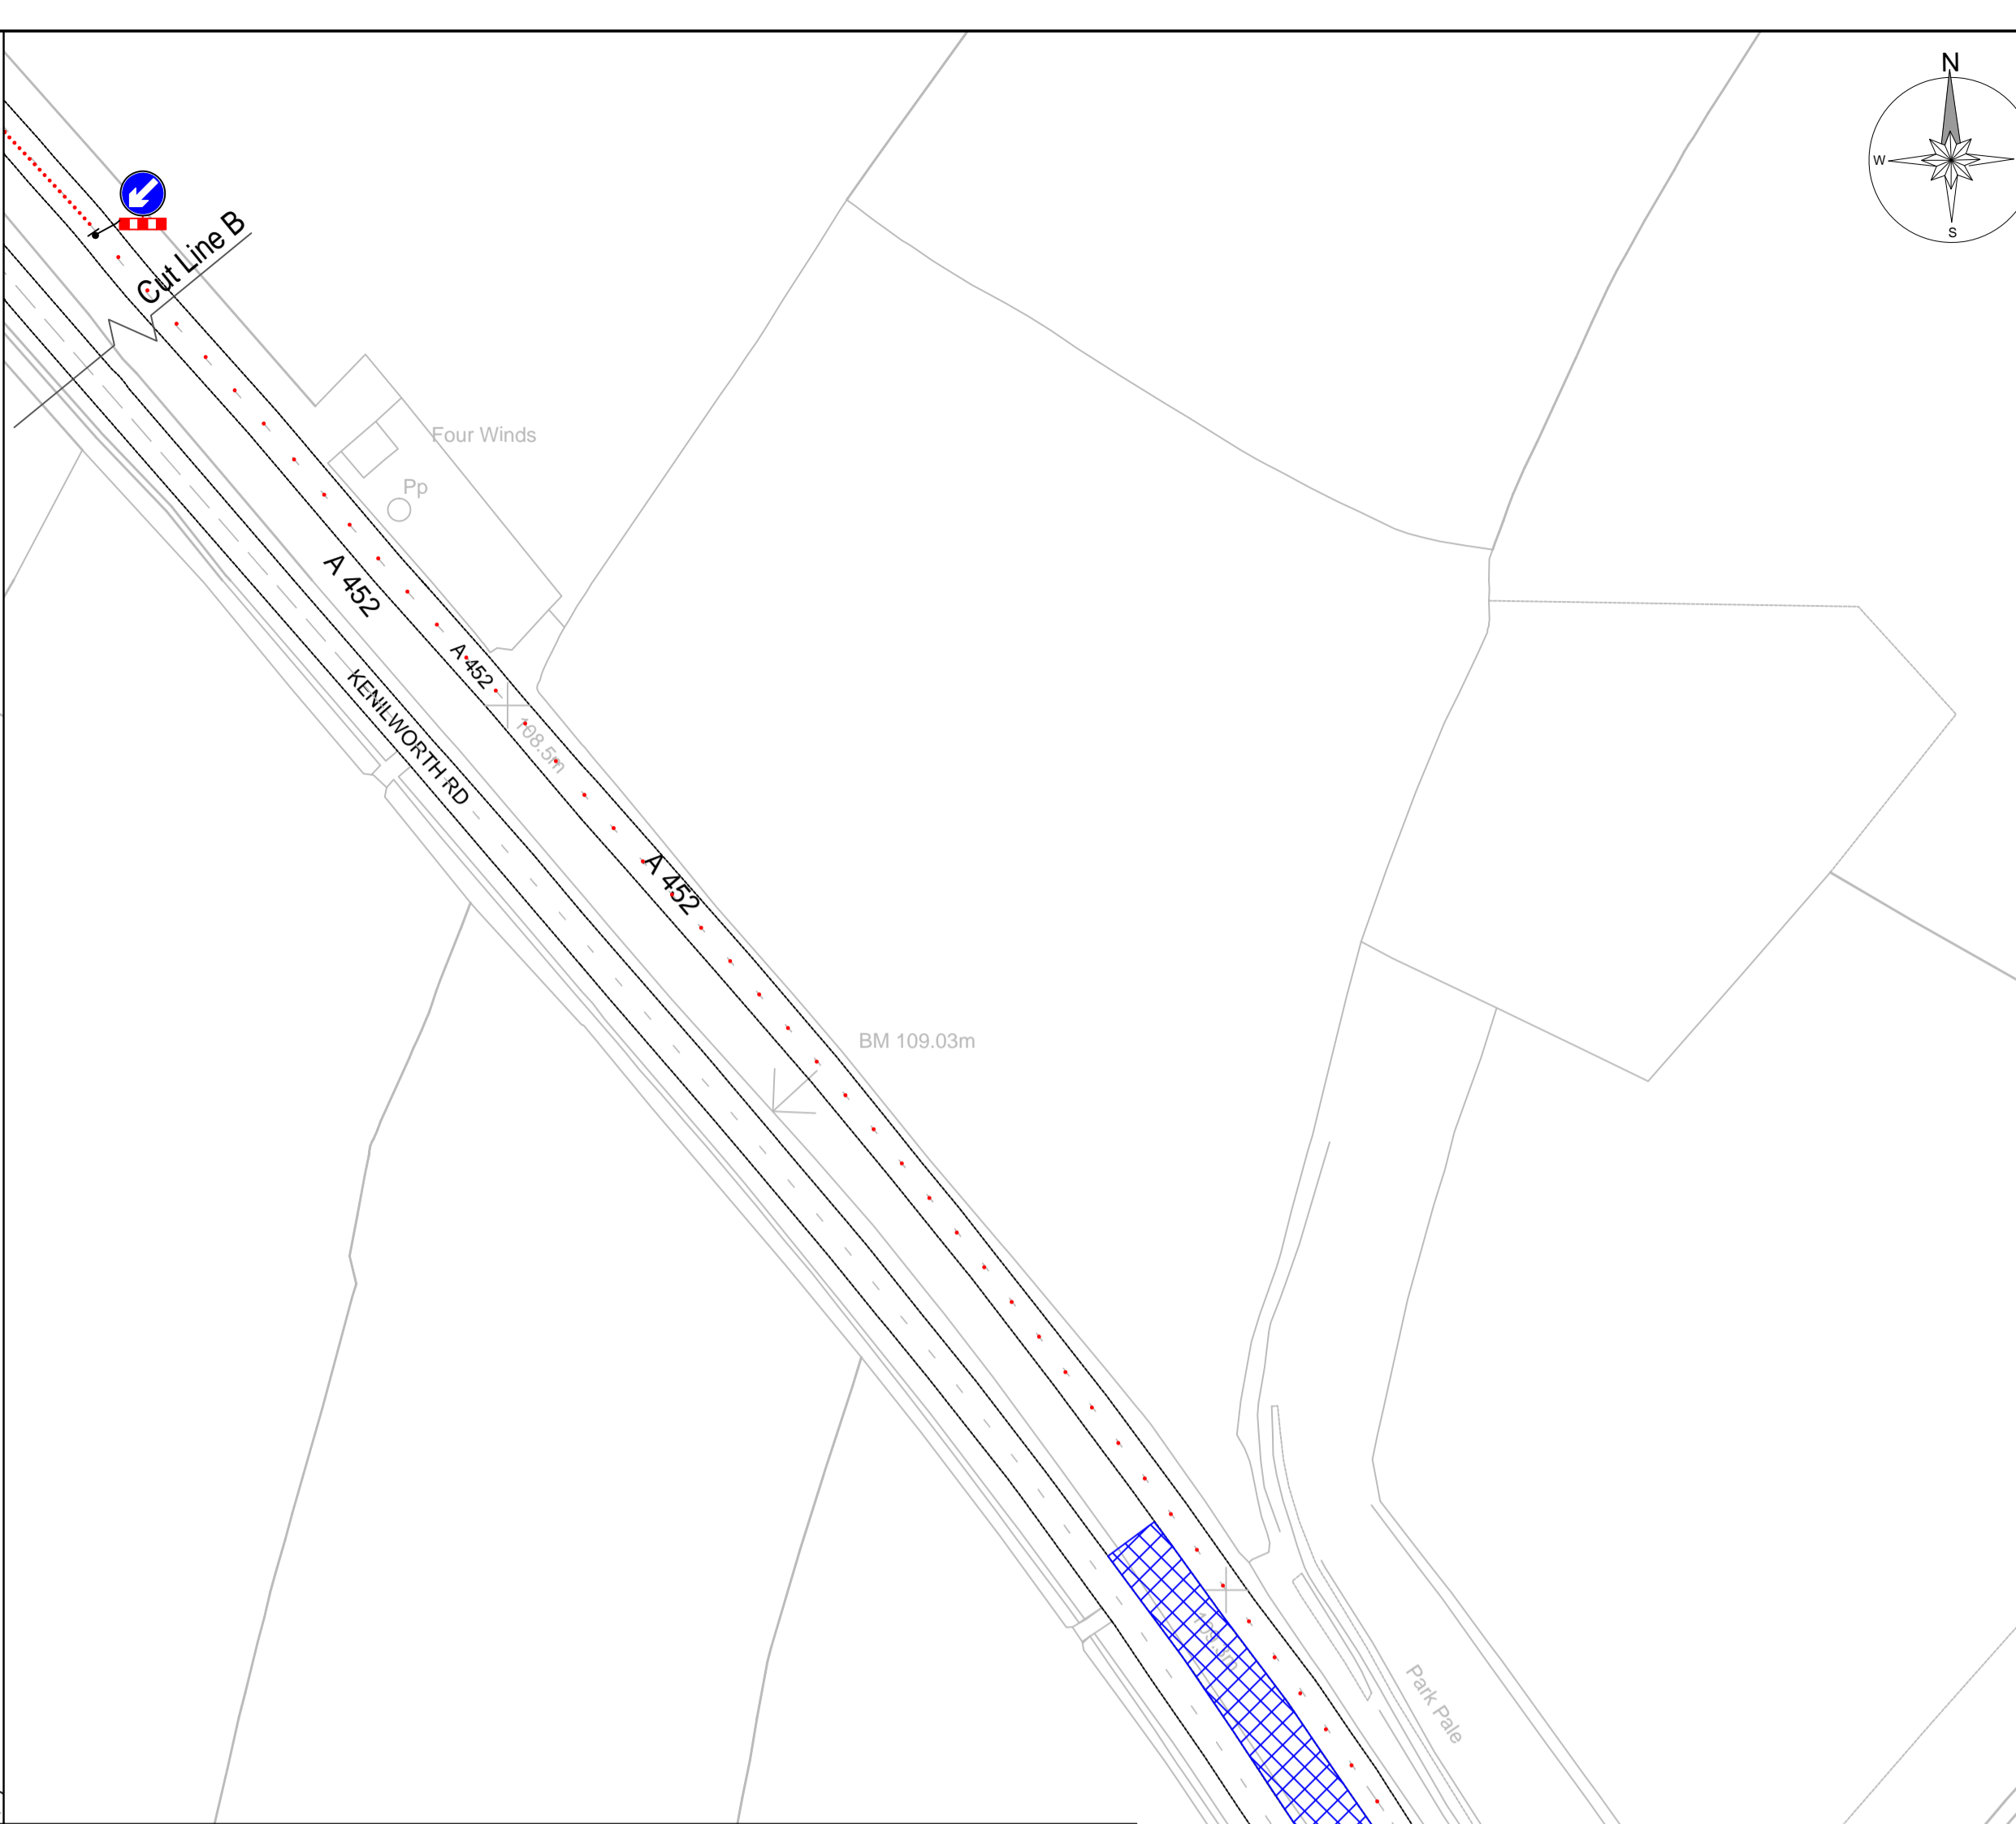 N
W
S
Cut Line B
Four Winds
Pp
A 452
A 452
108.5m
KENILWORTH RD
A 452
BM 109.03m
Park Pale